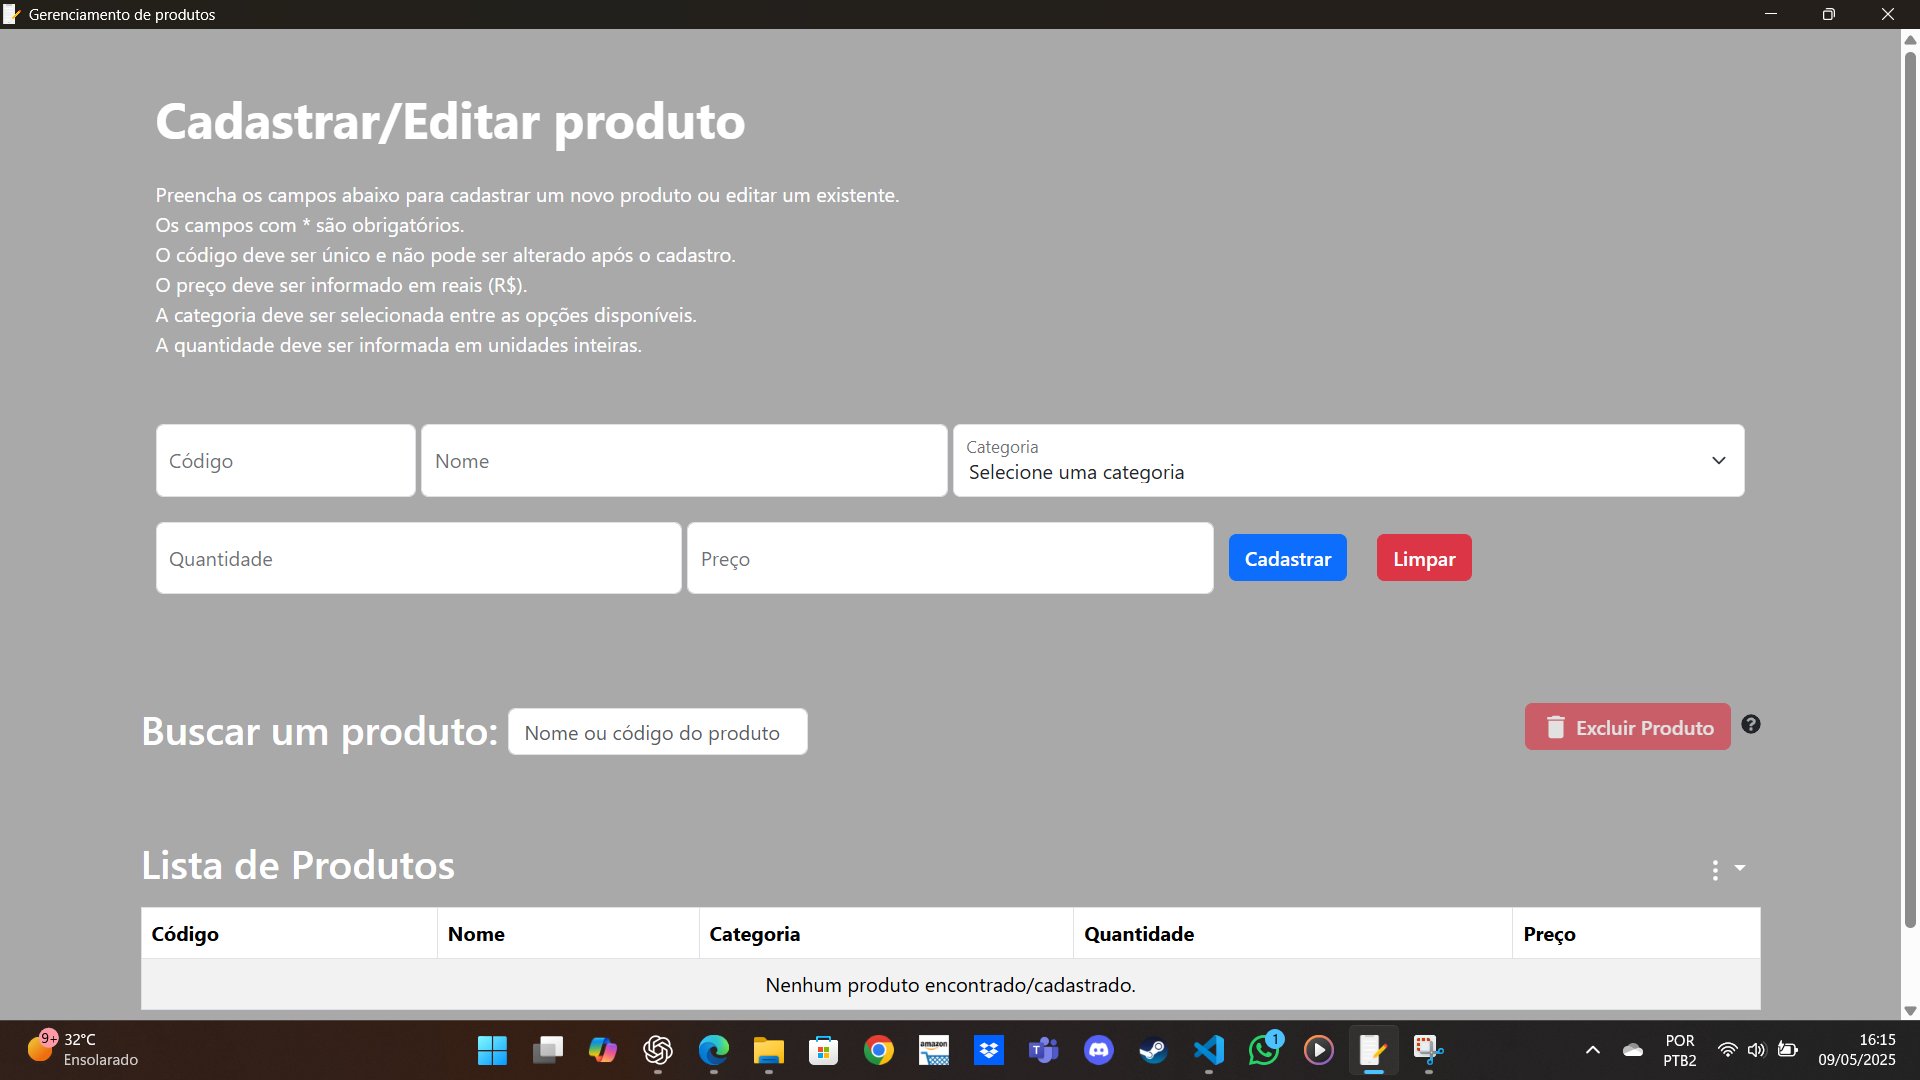 Gerenciamento de produtos
Cadastrar/Editar produto
Preencha os campos abaixo para cadastrar um novo produto ou editar um existente.
Os campos com * são obrigatórios.
O código deve ser único e não pode ser alterado após o cadastro.
O preço deve ser informado em reais (R$).
A categoria deve ser selecionada entre as opções disponíveis.
A quantidade deve ser informada em unidades inteiras.
Código
Nome
Categoria
Selecione uma categoria
Quantidade
Preço
Cadastrar
Limpar
Buscar um produto:
Nome ou código do produto
Excluir Produto
Lista de Produtos
Código
Nome
Categoria
Quantidade
Preço
Nenhum produto encontrado/cadastrado.
9+
32°C
Ensolarado
amazon
1
POR
PTB2
16:15
09/05/2025